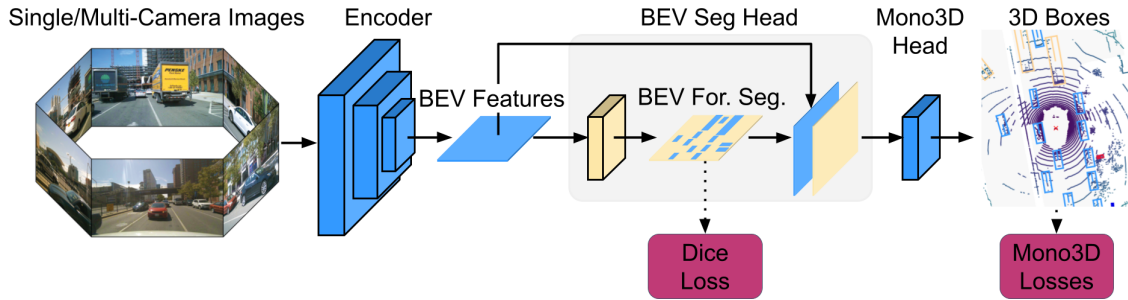 Single/Multi-Camera Images
Encoder
BEV Seg Head
Mono3D
Head
3D Boxes
PENSKE
BEV Features
BEV For. Seg.
Dice
Loss
Mono3D
Losses